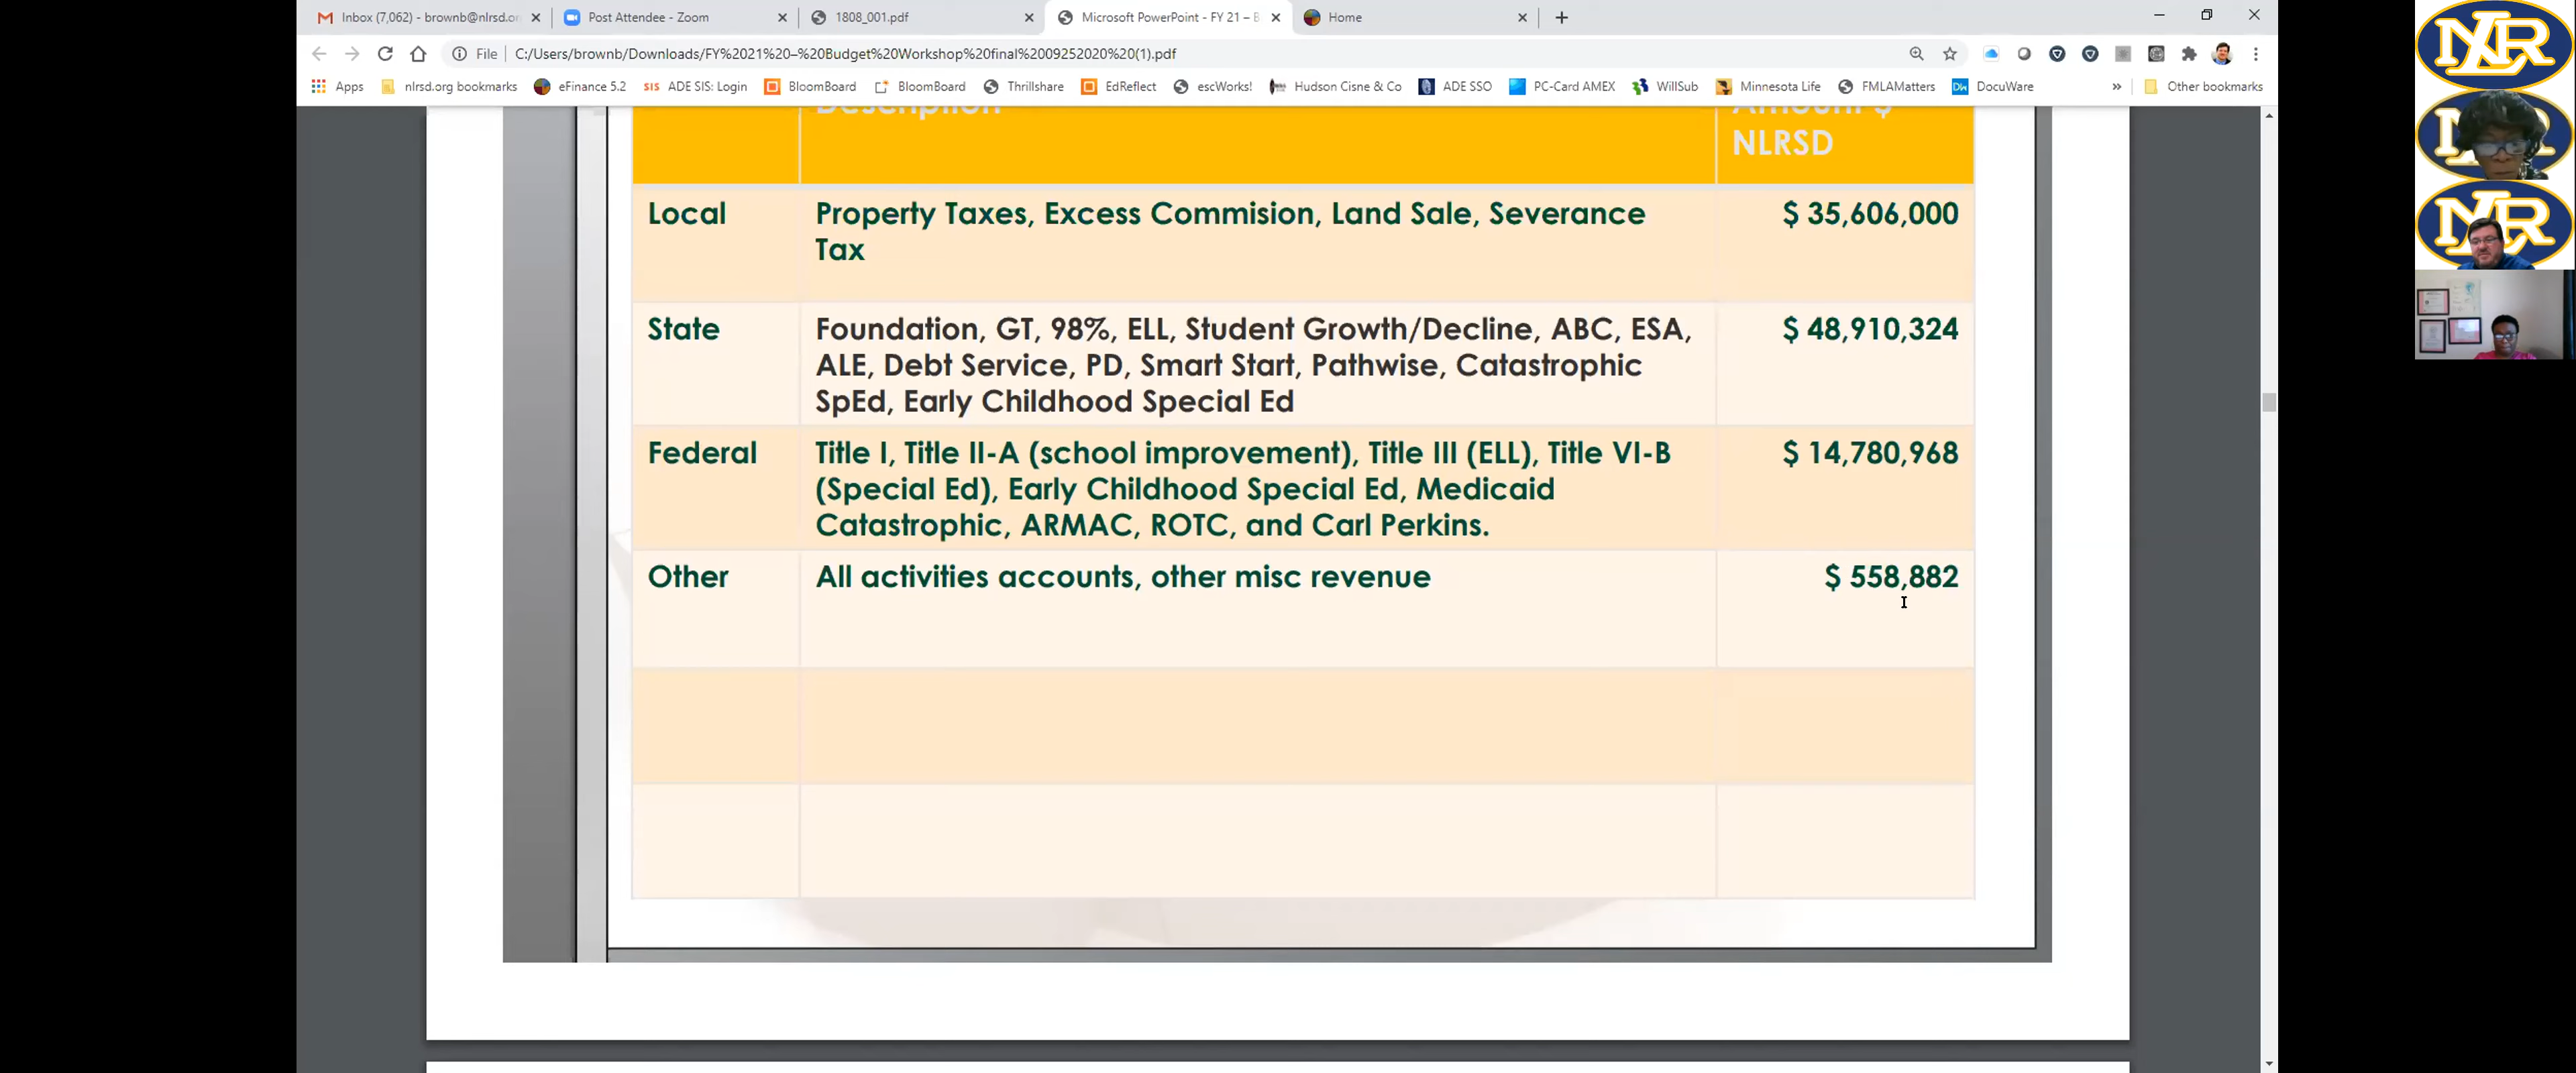 Inbox (7,062) - brownb@nlrsd.or
Post Attendee - Zoom
1808_001.pdf
Microsoft PowerPoint - FY 21 – B
Home
File
C:/Users/brownb/Downloads/FY%2021%20–%20Budget%20Workshop%20final%2009252020%20(1).pdf
Apps
nlrsd.org bookmarks
eFinance 5.2
SIS ADE SIS: Login
BloomBoard
BloomBoard
Thrillshare
EdReflect
escWorks!
Hudson Cisne & Co
ADE SSO
PC-Card AMEX
WillSub
Minnesota Life
FMLAMatters
Dw DocuWare
»
Other bookmarks
Description
Amount $
NLRSD
Local
Property Taxes, Excess Commision, Land Sale, Severance
Tax
$ 35,606,000
State
Foundation, GT, 98%, ELL, Student Growth/Decline, ABC, ESA,
ALE, Debt Service, PD, Smart Start, Pathwise, Catastrophic
SpEd, Early Childhood Special Ed
$ 48,910,324
Federal
Title I, Title II-A (school improvement), Title III (ELL), Title VI-B
(Special Ed), Early Childhood Special Ed, Medicaid
Catastrophic, ARMAC, ROTC, and Carl Perkins.
$ 14,780,968
Other
All activities accounts, other misc revenue
$ 558,882
NLR